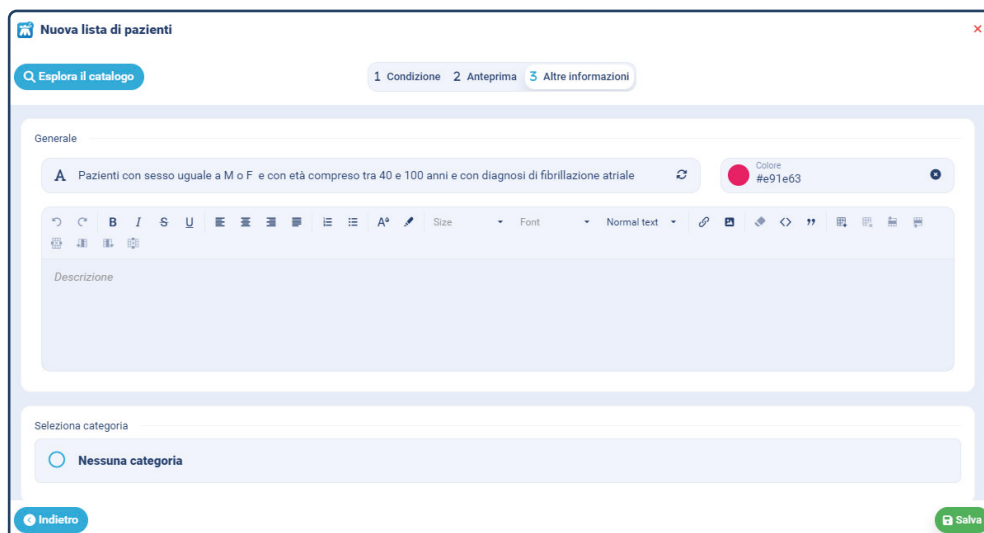 Nuova lista di pazienti
Esplora il catalogo
1 Condizione 2 Anteprima 3 Altre informazioni
Generale
A Pazienti con sesso uguale a M o F e con età compreso tra 40 e 100 anni e con diagnosi di fibrillazione atriale
Colore
#e91e63
B I S U Size Font Normal text
Descrizione
Seleziona categoria
Nessuna categoria
Indietro
Salva